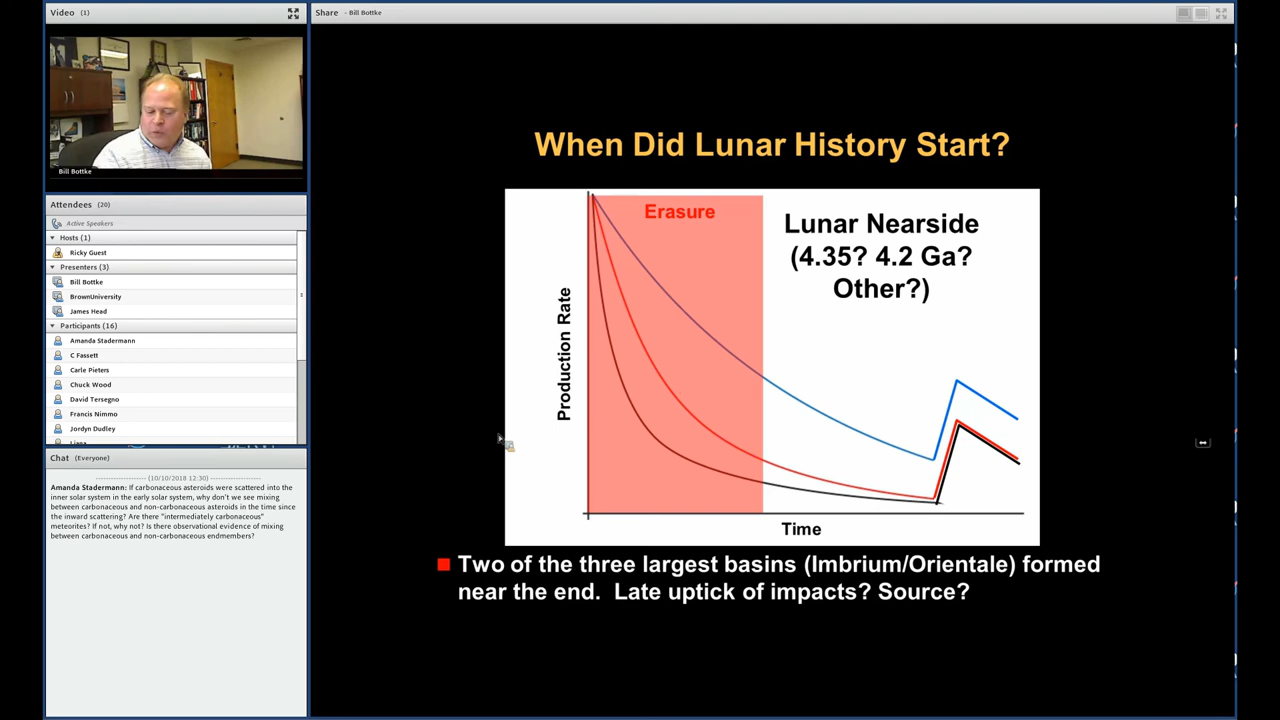 Video (1)
Bill Bottke
Attendees (20)
Active Speakers
Hosts (1)
Ricky Guest
Presenters (3)
Bill Bottke
BrownUniversity
James Head
Participants (16)
Amanda Stadermann
C Fassett
Carle Pieters
Chuck Wood
David Tersegno
Francis Nimmo
Jordyn Dudley
Chat (Everyone)
(10/10/2018 12:30)
Amanda Stadermann: If carbonaceous asteroids were scattered into the
inner solar system in the early solar system, why don't we see mixing
between carbonaceous and non-carbonaceous asteroids in the time since
the inward scattering? Are there "intermediately carbonaceous"
meteorites? If not, why not? Is there observational evidence of mixing
between carbonaceous and non-carbonaceous endmembers?
Share - Bill Bottke
When Did Lunar History Start?
Erasure
Lunar Nearside
(4.35? 4.2 Ga?
Other?)
Production Rate
Time
Two of the three largest basins (Imbrium/Orientale) formed
near the end. Late uptick of impacts? Source?